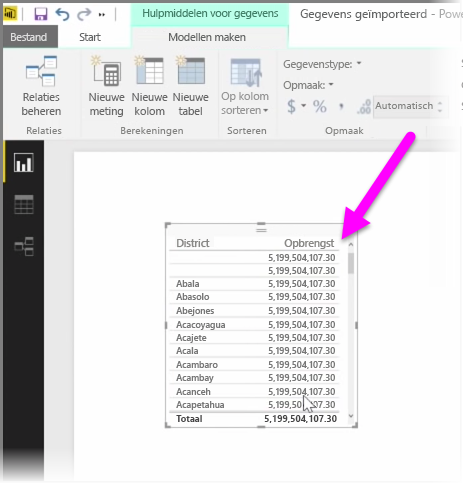 Hulpmiddelen voor gegevens Gegevens geïmporteerd - Powe
Bestand Start Modellen maken
Relaties beheren
Nieuwe meting
Nieuwe kolom
Nieuwe tabel
Op kolom sorteren
Gegevenstype:
Opmaak:
$ % , .00 Automatisch
Relaties Berekeningen Sorteren Opmaak
District Opbrengst
5,199,504,107.30
5,199,504,107.30
Abala 5,199,504,107.30
Abasolo 5,199,504,107.30
Abejones 5,199,504,107.30
Acacoyagua 5,199,504,107.30
Acajete 5,199,504,107.30
Acala 5,199,504,107.30
Acambaro 5,199,504,107.30
Acambay 5,199,504,107.30
Acanceh 5,199,504,107.30
Acapetahua 5,199,504,107.30
Totaal 5,199,504,107.30